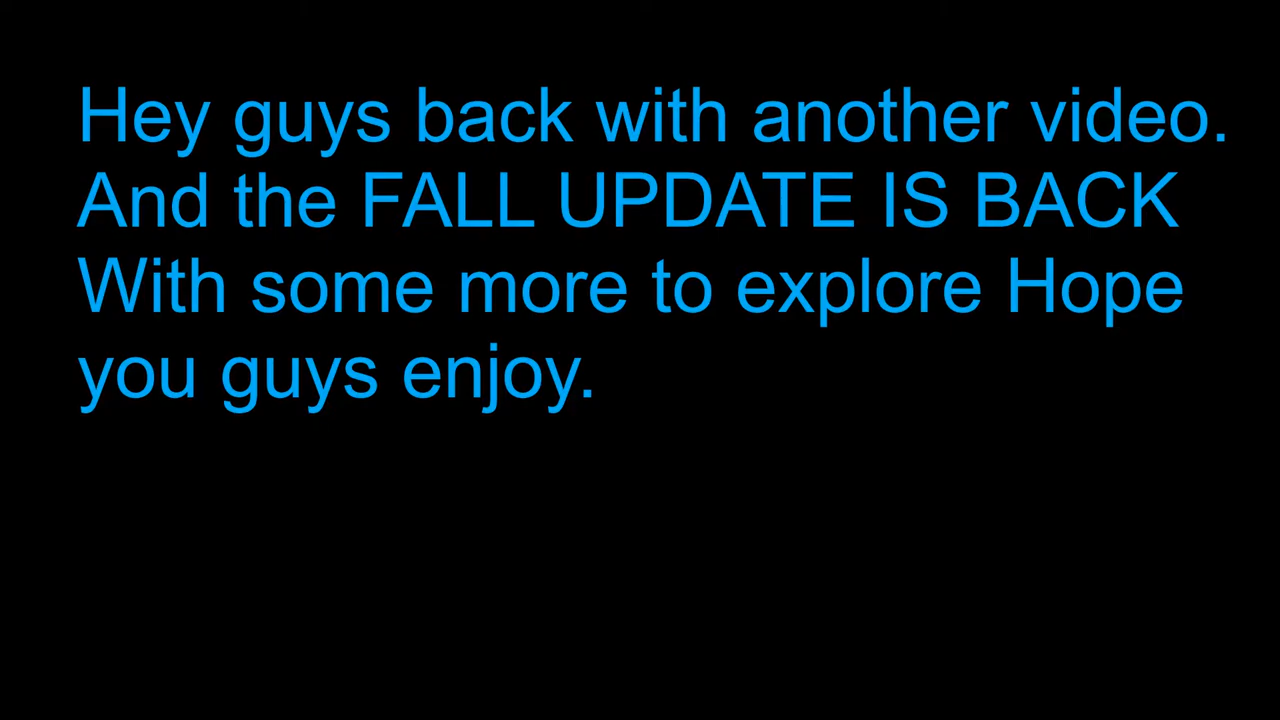 Hey guys back with another video.
And the FALL UPDATE IS BACK
With some more to explore Hope
you guys enjoy.